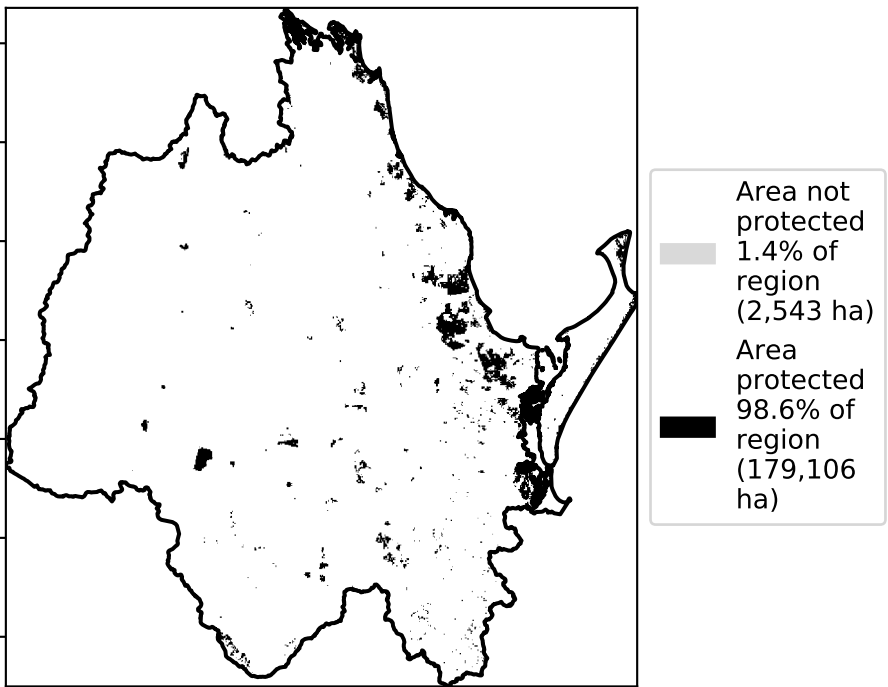 Area not
protected
1.4% of
region
(2,543 ha)
Area
protected
98.6% of
region
(179,106
ha)